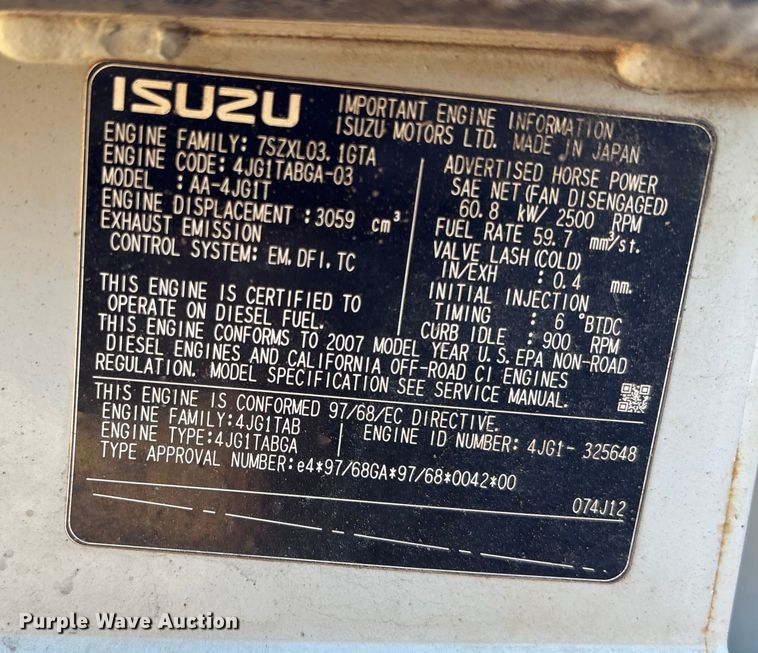 ISUZU
IMPORTANT ENGINE INFORMATION
ISUZU MOTORS LTD. MADE IN JAPAN
ENGINE FAMILY: 7SZXL03.1GTA
ENGINE CODE: 4JG1TABGA-03
MODEL : AA-4JG1T
ENGINE DISPLACEMENT : 3059 cm³
EXHAUST EMISSION
CONTROL SYSTEM: EM, DFI, TC
THIS ENGINE IS CERTIFIED TO
OPERATE ON DIESEL FUEL.
ADVERTISED HORSE POWER
SAE NET(FAN DISENGAGED)
60.8 kW/ 2500 RPM
FUEL RATE 59.7 mm³/st.
VALVE LASH(COLD)
IN/EXH : 0.4 mm.
INITIAL INJECTION
TIMING : 6 °BTDC
CURB IDLE : 900 RPM
THIS ENGINE CONFORMS TO 2007 MODEL YEAR U.S.EPA NON-ROAD
DIESEL ENGINES AND CALIFORNIA OFF-ROAD CI ENGINES
REGULATION. MODEL SPECIFICATION SEE SERVICE MANUAL.
THIS ENGINE IS CONFORMED 97/68/EC DIRECTIVE.
ENGINE FAMILY:4JG1TAB
ENGINE TYPE:4JG1TABGA
ENGINE ID NUMBER: 4JG1- 325648
TYPE APPROVAL NUMBER:e4*97/68GA*97/68*0042*00
074J12
Purple Wave Auction